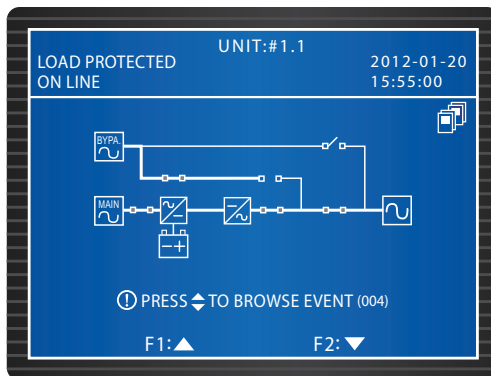 UNIT:#1.1
LOAD PROTECTED
2012-01-20
ON LINE
15:55:00
BYPA.
MAIN
PRESS TO BROWSE EVENT (004)
F1: F2: